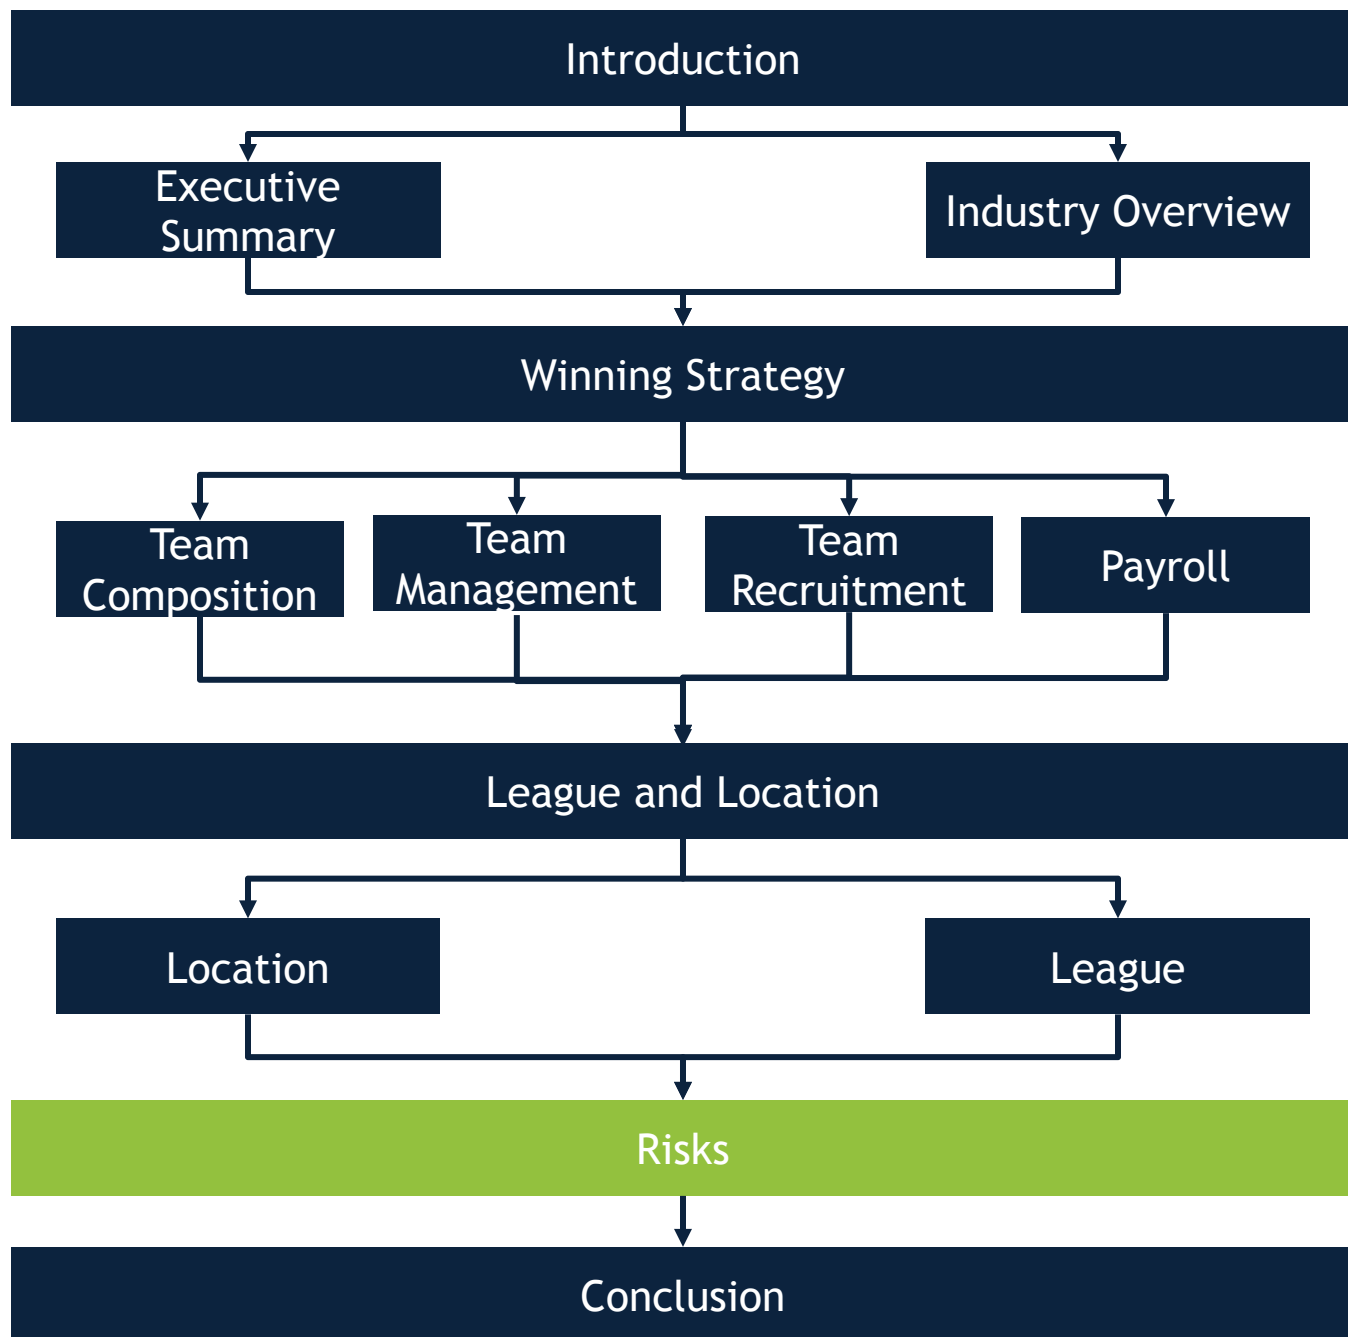 Introduction
Executive
Summary
Industry Overview
Winning Strategy
Team
Composition
Team
Management
Team
Recruitment
Payroll
League and Location
Location
League
Risks
Conclusion